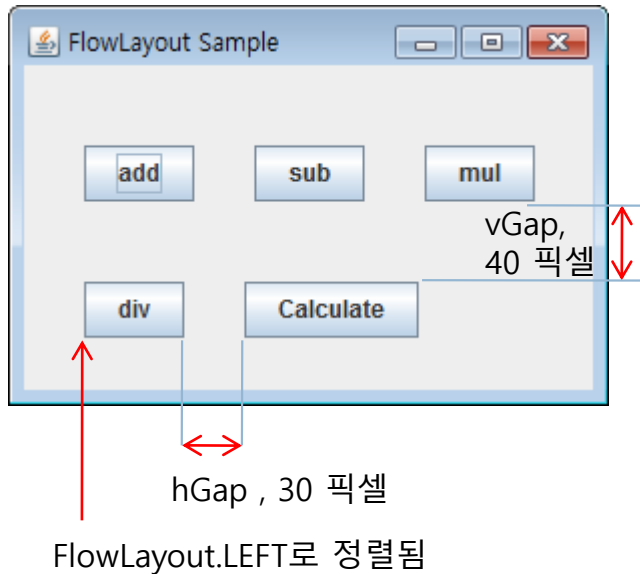 FlowLayout Sample
add
sub
mul
vGap,
40 픽셀
div
Calculate
hGap , 30 픽셀
FlowLayout.LEFT로 정렬됨